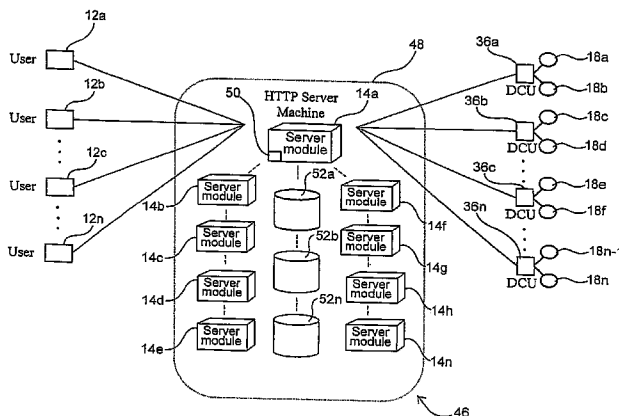 12a
User
12b
User
12c
User
12n
User
48
HTTP Server
Machine
14a
50
Server
module
52a
Server
module
14b
Server
module
14f
52b
Server
module
14c
Server
module
14g
Server
module
14d
Server
module
14h
52n
Server
module
14e
Server
module
14n
46
36a
DCU
18a
18b
36b
DCU
18c
18d
36c
DCU
18e
18f
36n
DCU
18n-1
18n